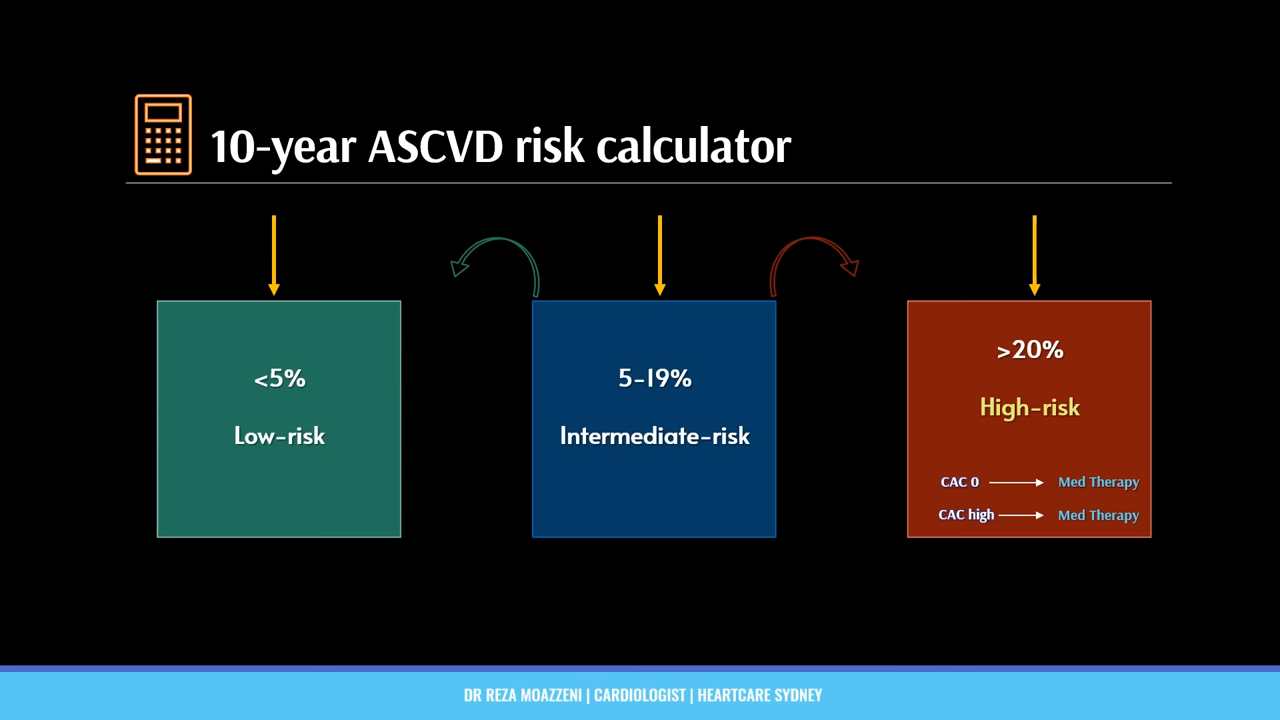 10-year ASCVD risk calculator
<5%
Low-risk
5-19%
Intermediate-risk
>20%
High-risk
CAC 0 Med Therapy
CAC high Med Therapy
DR REZA MOAZZENI | CARDIOLOGIST | HEARTCARE SYDNEY